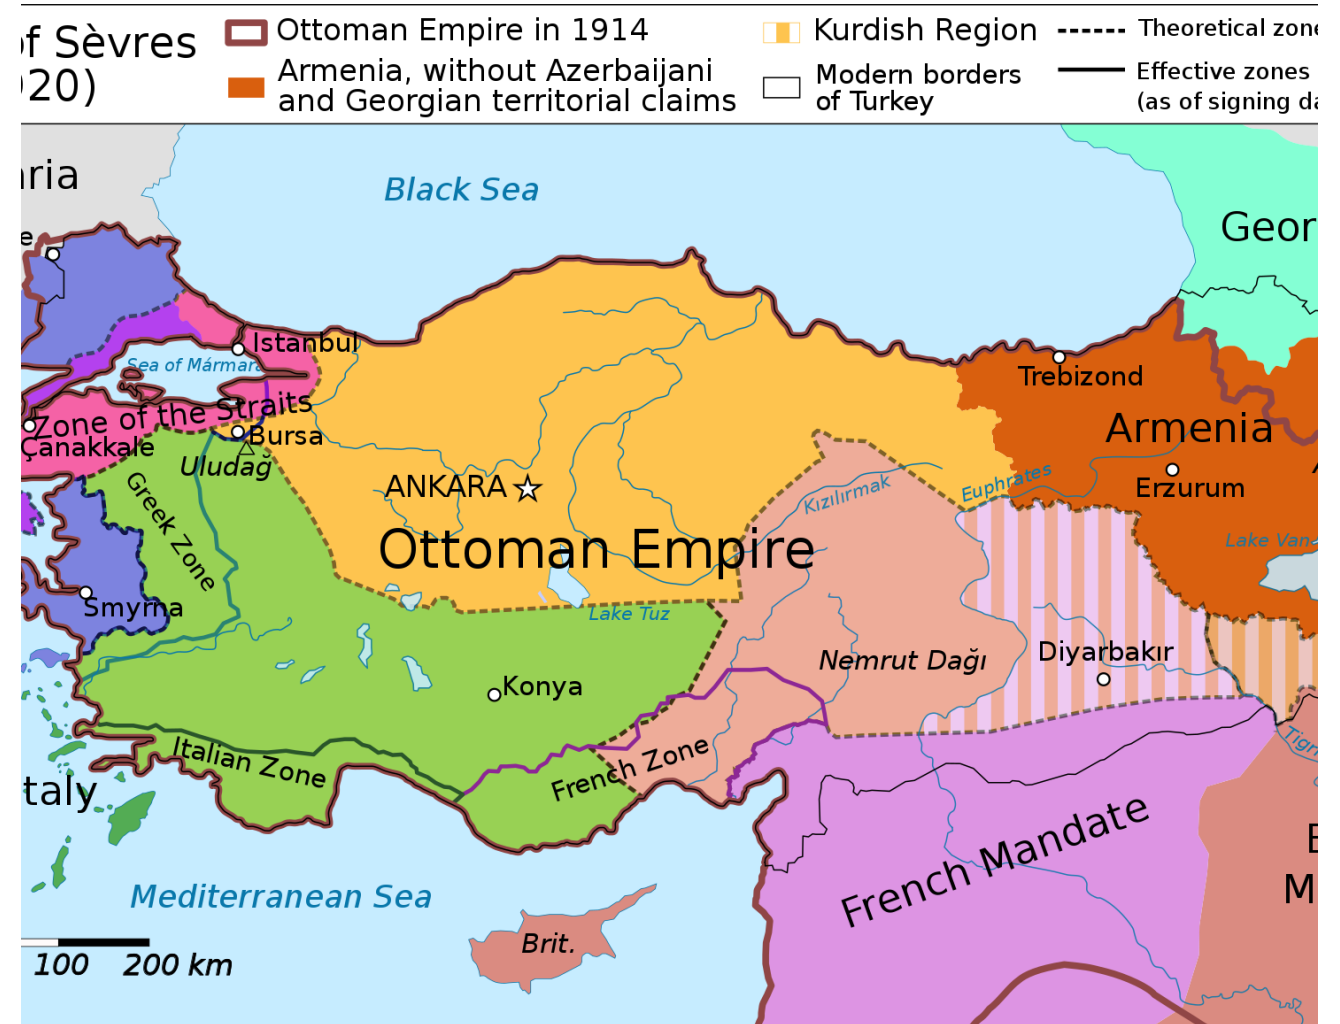 of Sèvres
20)
Ottoman Empire in 1914
Armenia, without Azerbaijani
and Georgian territorial claims
Kurdish Region
Modern borders
of Turkey
Theoretical zone
Effective zones
(as of signing da
ria
Black Sea
Geor
e
Istanbul
Sea of Mármara
Trebizond
Zone of the Straits
Çanakkale
Bursa
Uludağ
Armenia
ANKARA
Kızılırmak
Euphrates
Erzurum
Greek Zone
Ottoman Empire
Lake Van
Smyrna
Lake Tuz
Diyarbakır
Nemrut Dağı
Konya
Italian Zone
French Zone
Tigri
taly
French Mandate
M
Mediterranean Sea
Brit.
100 200 km